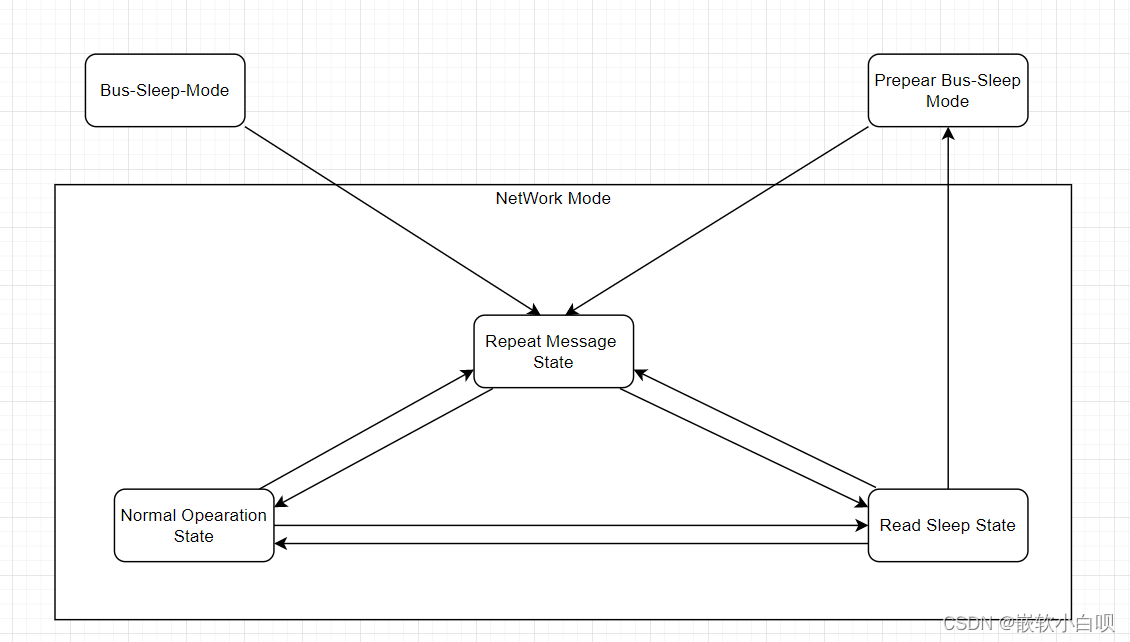 Bus-Sleep-Mode
Prepear Bus-Sleep
Mode
NetWork Mode
Repeat Message
State
Normal Opearation
State
Read Sleep State
CSDN @嵌软小白呗